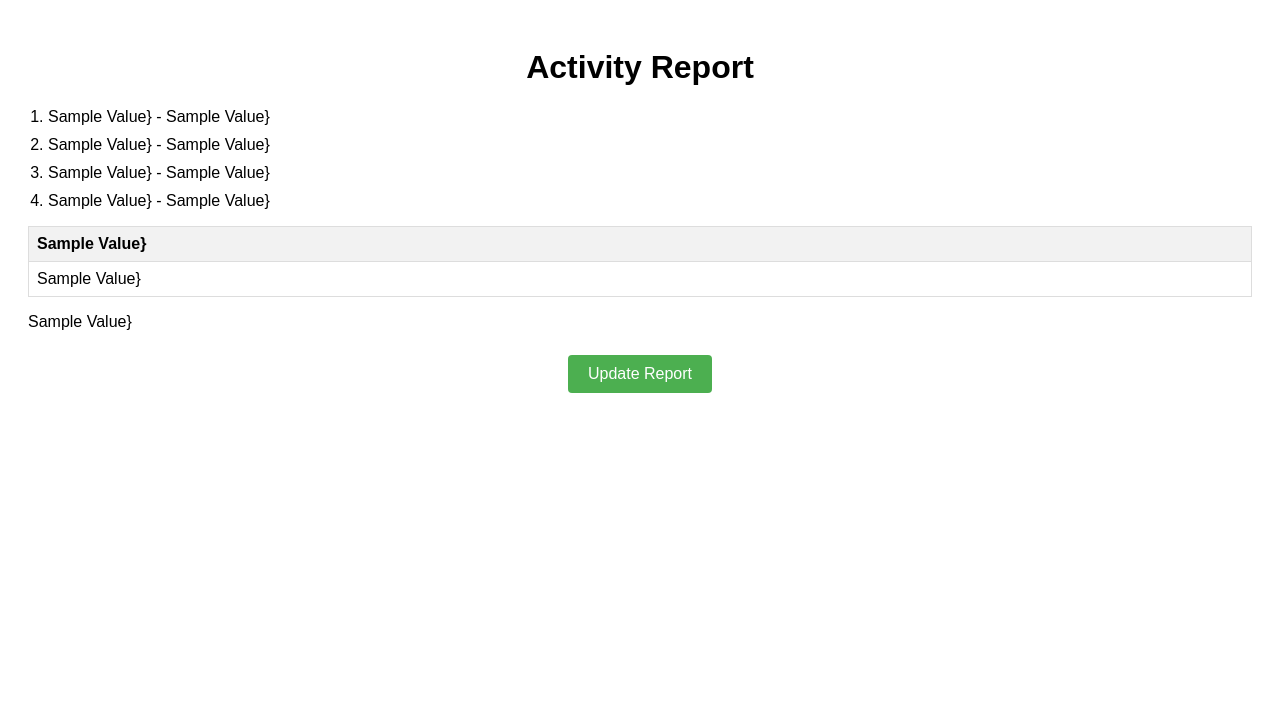 Activity Report
1. Sample Value} - Sample Value}
2. Sample Value} - Sample Value}
3. Sample Value} - Sample Value}
4. Sample Value} - Sample Value}
Sample Value}
Sample Value}
Sample Value}
Update Report